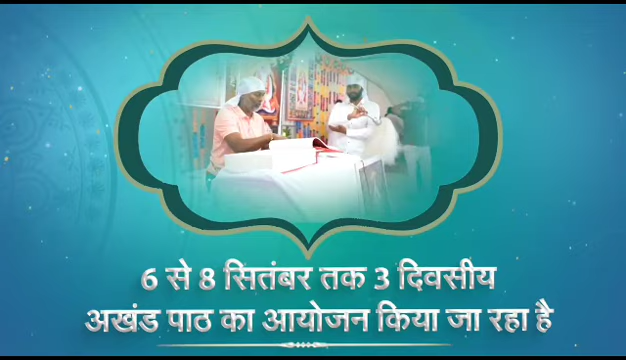 6 से 8 सितंबर तक 3 दिवसीय
अखंड पाठ का आयोजन किया जा रहा है